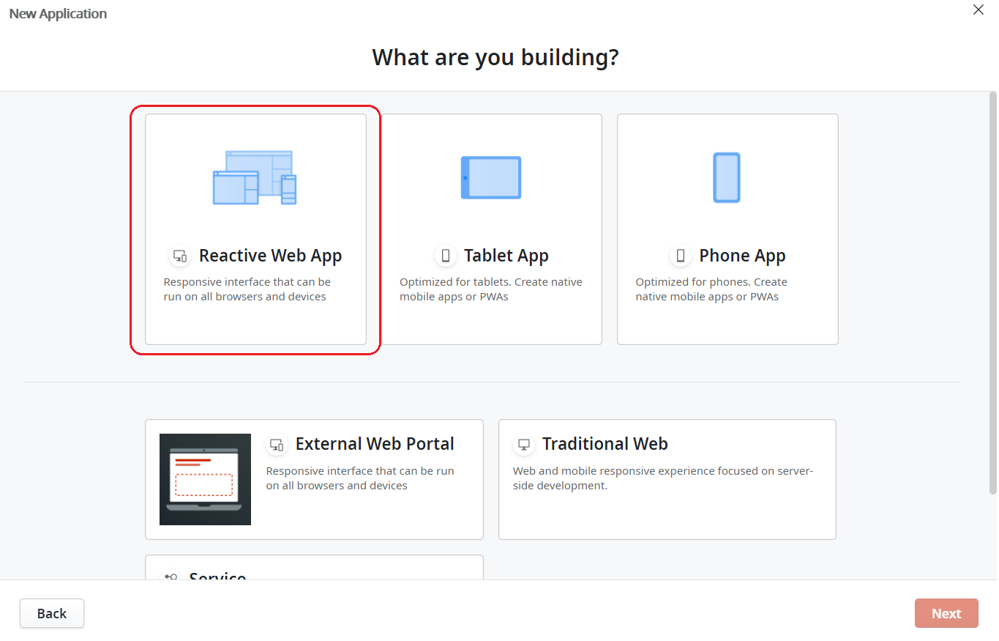 New Application
What are you building?
Reactive Web App
Responsive interface that can be
run on all browsers and devices
Tablet App
Optimized for tablets. Create native
mobile apps or PWAs
Phone App
Optimized for phones. Create
native mobile apps or PWAs
External Web Portal
Responsive interface that can be run
on all browsers and devices
Traditional Web
Web and mobile responsive experience focused on server-
side development.
Service
Back
Next